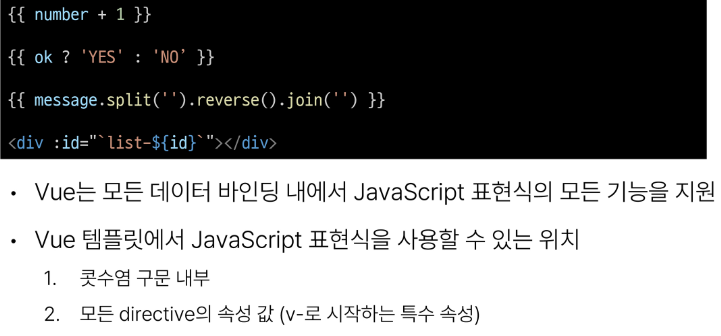 {{ number + 1 }}
{{ ok ? 'YES' : 'NO’ }}
{{ message.split('').reverse().join('') }}
<div :id="`list-${id}`"></div>
• Vue는 모든 데이터 바인딩 내에서 JavaScript 표현식의 모든 기능을 지원
• Vue 템플릿에서 JavaScript 표현식을 사용할 수 있는 위치
1. 콧수염 구문 내부
2. 모든 directive의 속성 값 (v-로 시작하는 특수 속성)